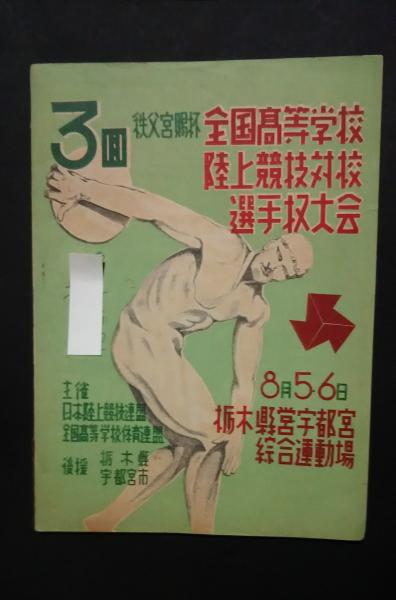 3回
秩父宮賜杯
全国高等学校
陸上競技対校
選手权大会
8月5・6日
栃木縣営宇都宮
綜合運動場
主催
日本陸上競技連盟
全国高等学校体育連盟
後援
栃木縣
宇都宮市